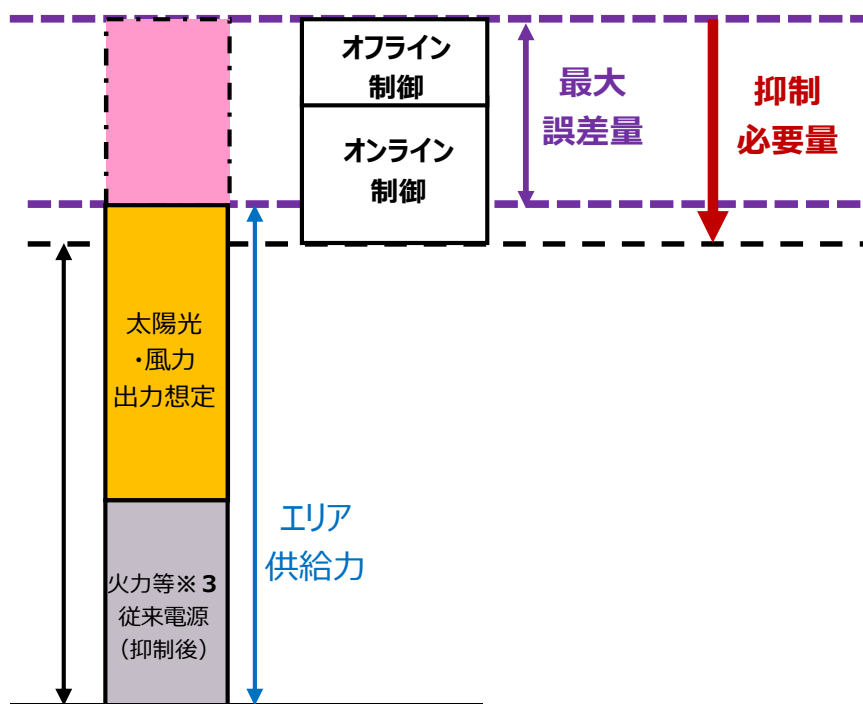 オフライン
制御
オンライン
制御
最大
誤差量
抑制
必要量
太陽光
・風力
出力想定
エリア
供給力
火力等※３
従来電源
（抑制後）